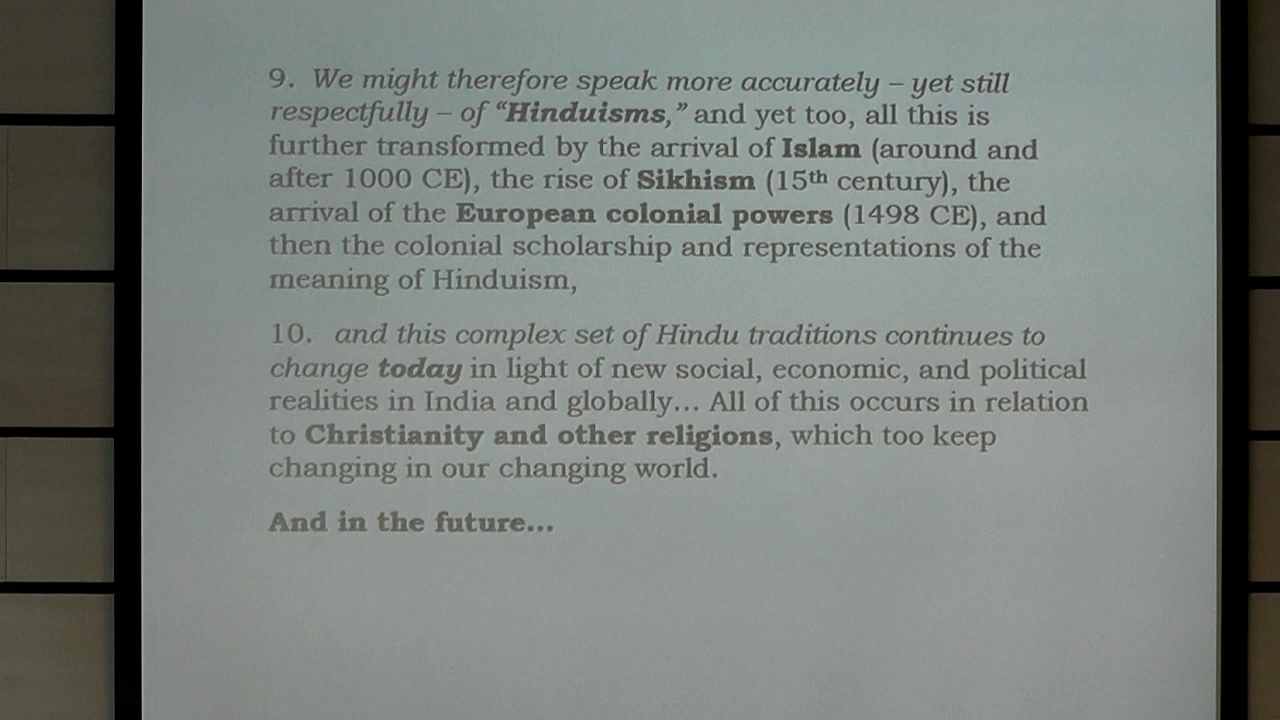 9. We might therefore speak more accurately – yet still
respectfully – of “Hinduisms,” and yet too, all this is
further transformed by the arrival of Islam (around and
after 1000 CE), the rise of Sikhism (15th century), the
arrival of the European colonial powers (1498 CE), and
then the colonial scholarship and representations of the
meaning of Hinduism,
10. and this complex set of Hindu traditions continues to
change today in light of new social, economic, and political
realities in India and globally... All of this occurs in relation
to Christianity and other religions, which too keep
changing in our changing world.
And in the future...